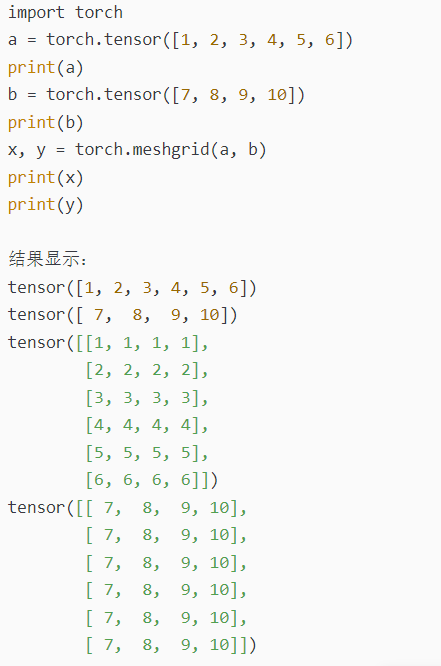 import torch
a = torch.tensor([1, 2, 3, 4, 5, 6])
print(a)
b = torch.tensor([7, 8, 9, 10])
print(b)
x, y = torch.meshgrid(a, b)
print(x)
print(y)

结果显示：
tensor([1, 2, 3, 4, 5, 6])
tensor([ 7,  8,  9, 10])
tensor([[1, 1, 1, 1],
        [2, 2, 2, 2],
        [3, 3, 3, 3],
        [4, 4, 4, 4],
        [5, 5, 5, 5],
        [6, 6, 6, 6]])
tensor([[ 7,  8,  9, 10],
        [ 7,  8,  9, 10],
        [ 7,  8,  9, 10],
        [ 7,  8,  9, 10],
        [ 7,  8,  9, 10],
        [ 7,  8,  9, 10]])